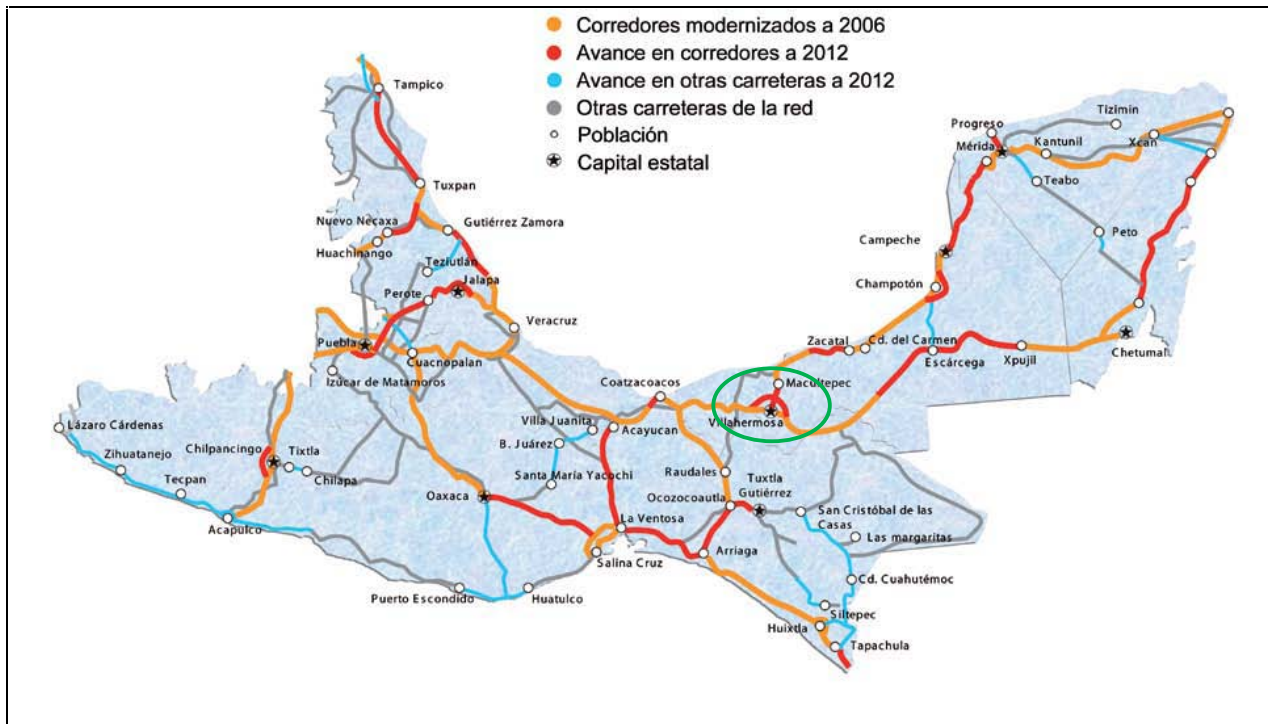 Corredores modernizados a 2006
Avance en corredores a 2012
Avance en otras carreteras a 2012
Otras carreteras de la red
Población
Capital estatal
Tampico
Tuxpan
Nuevo Necaxa
Gutiérrez Zamora
Huachinango
Teziutlán
Jalapa
Perote
Veracruz
Puebla
Cuacnopalan
Izúcar de Matamoros
Lázaro Cárdenas
Zihuatanejo
Tecpan
Acapulco
Chilpancingo
Tixtla
Chilapa
Oaxaca
Puerto Escondido
Huatulco
Salina Cruz
La Ventosa
Santa María Yacochi
B. Juárez
Villa Juanita
Acayucan
Coatzacoacos
Villahermosa
Macultepec
Raudales
Ocozocoautla
Tuxtla
Gutiérrez
San Cristóbal de las
Casas
Las margaritas
Arriaga
Cd. Cuahutémoc
Siltepec
Huixtla
Tapachula
Zacatal
Cd. del Carmen
Escárcega
Xpujil
Chetumal
Champotón
Campeche
Mérida
Progreso
Kantunil
Tizimin
Xcan
Teabo
Peto